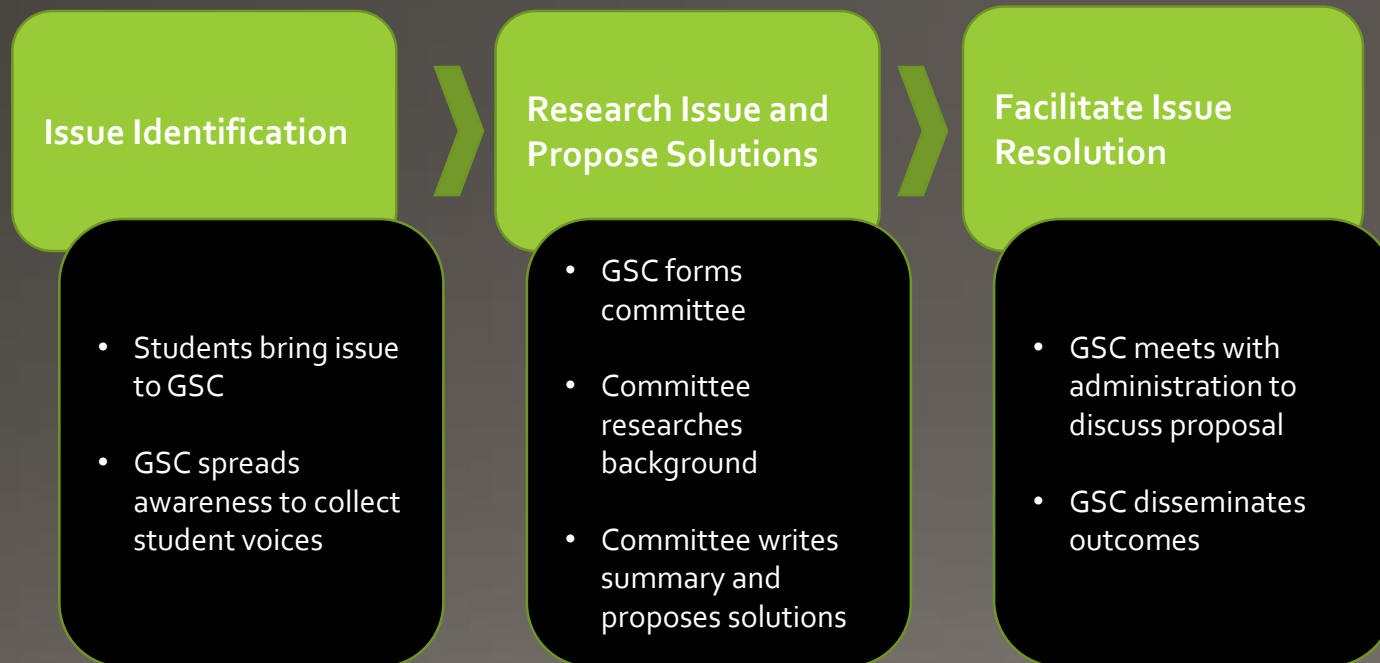 Issue Identification
• Students bring issue
to GSC
• GSC spreads
awareness to collect
student voices
Research Issue and
Propose Solutions
• GSC forms
committee
• Committee
researches
background
• Committee writes
summary and
proposes solutions
Facilitate Issue
Resolution
• GSC meets with
administration to
discuss proposal
• GSC disseminates
outcomes